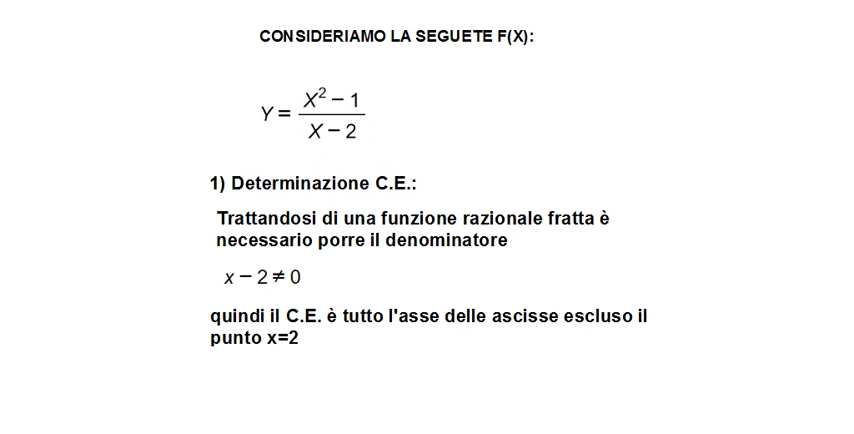 CONSIDERIAMO LA SEGUETE F(X):
Y = X² − 1 / X − 2
1) Determinazione C.E.:
Trattandosi di una funzione razionale fratta è
necessario porre il denominatore
x − 2 ≠ 0
quindi il C.E. è tutto l'asse delle ascisse escluso il
punto x=2